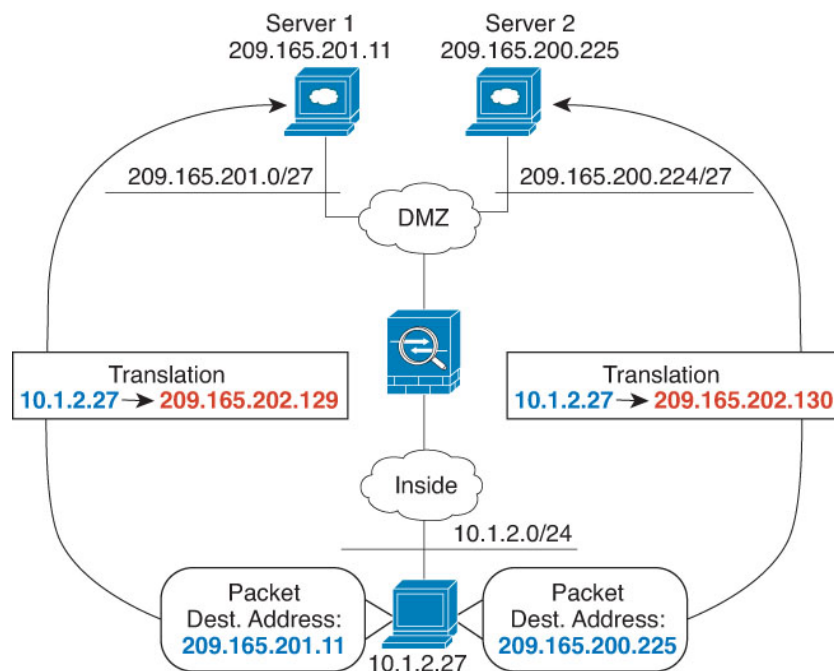 Server 1
209.165.201.11
Server 2
209.165.200.225
209.165.201.0/27
209.165.200.224/27
DMZ
Translation
10.1.2.27 → 209.165.202.129
Translation
10.1.2.27 → 209.165.202.130
Inside
10.1.2.0/24
Packet
Dest. Address:
209.165.201.11
Packet
Dest. Address:
209.165.200.225
10.1.2.27